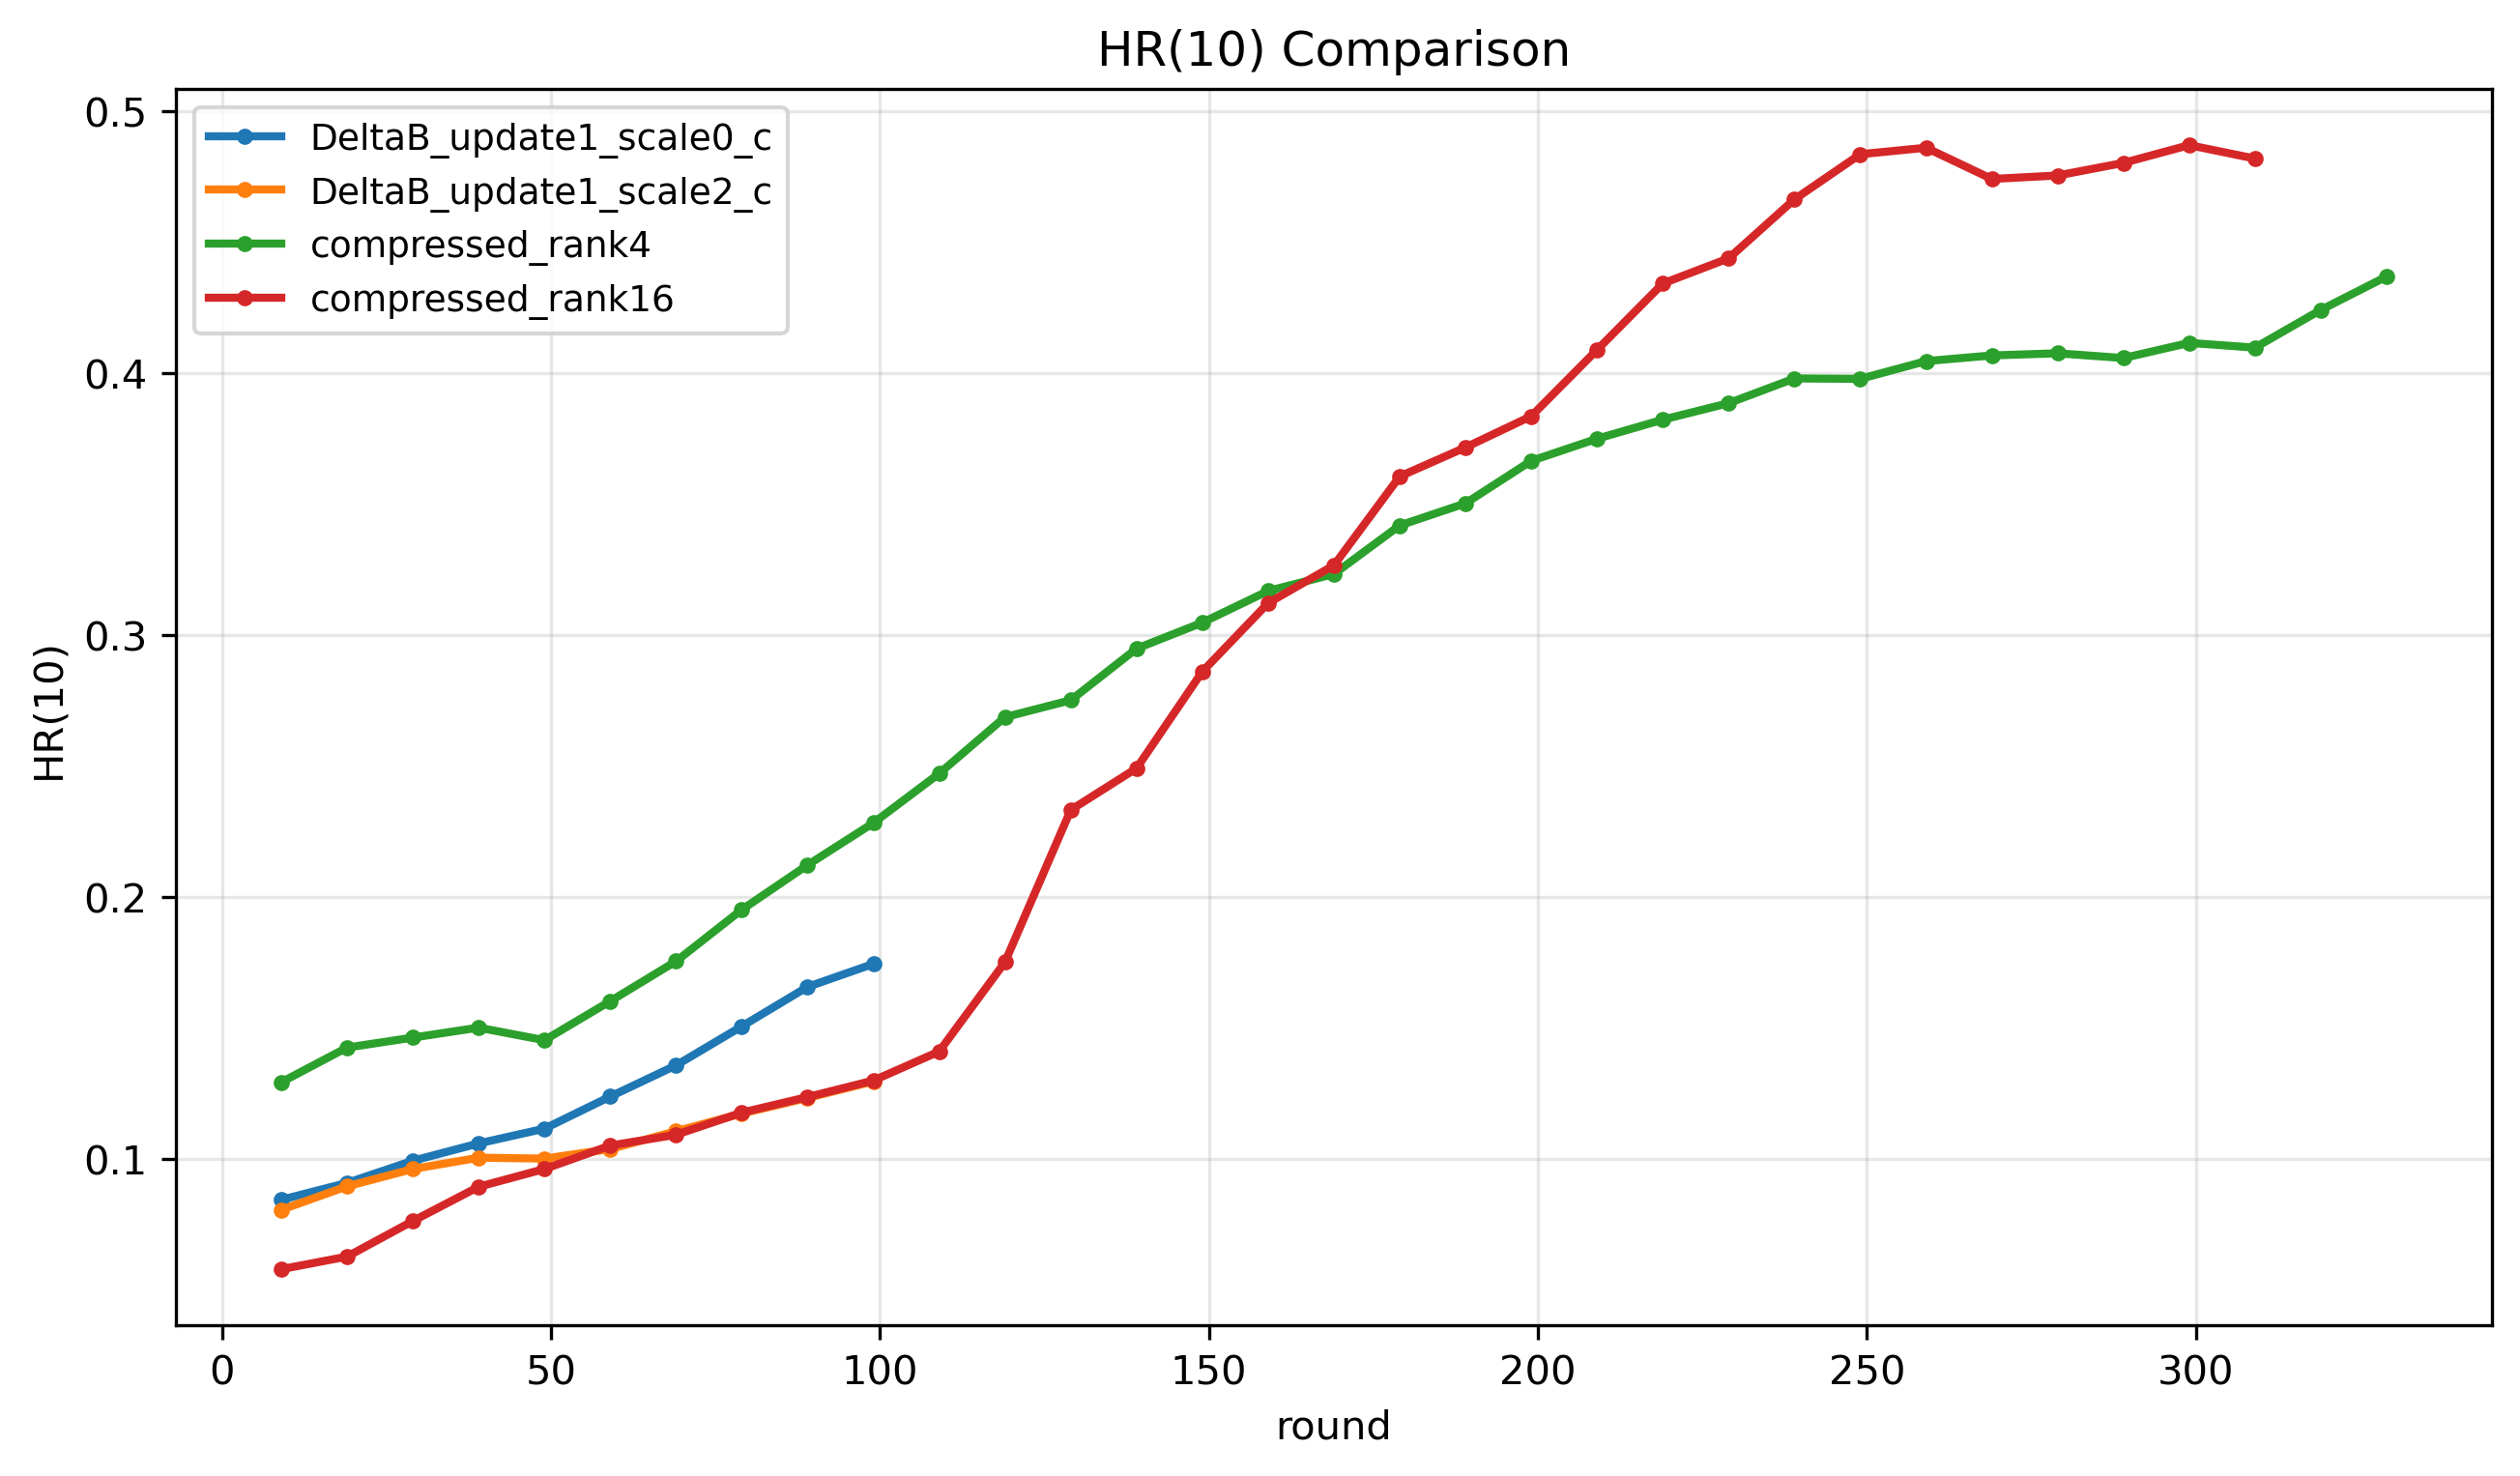 HR(10) Comparison
DeltaB_update1_scale0_c
DeltaB_update1_scale2_c
compressed_rank4
compressed_rank16
HR(10)
0.5
0.4
0.3
0.2
0.1
0 50 100 150 200 250 300
round